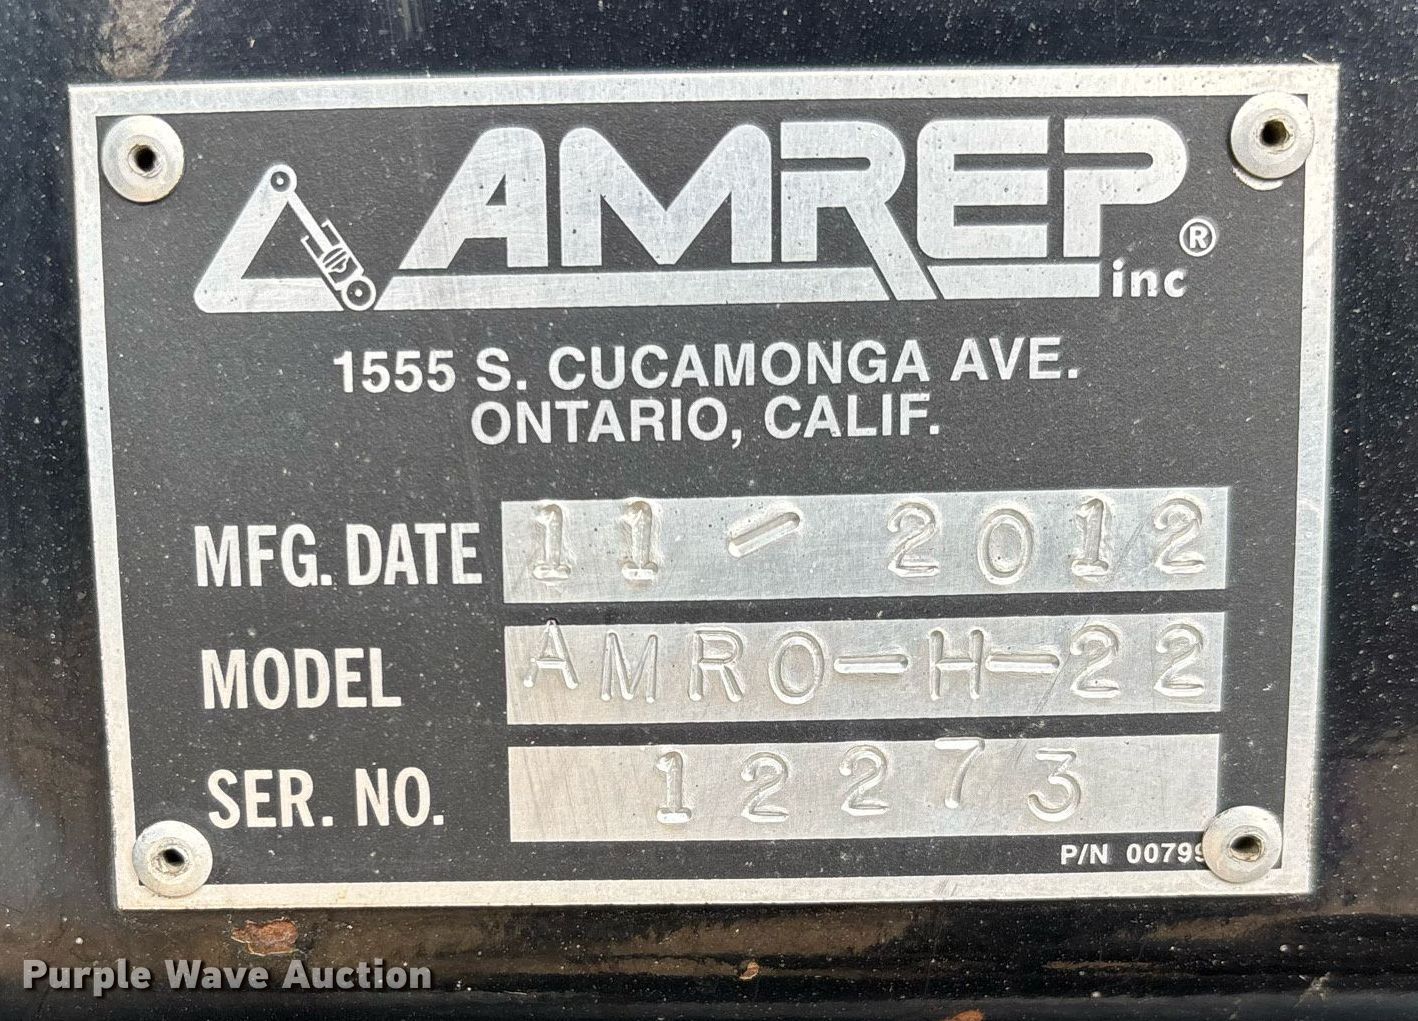 AMREP inc ®
1555 S. CUCAMONGA AVE.
ONTARIO, CALIF.
MFG. DATE 11-2012
MODEL AMRO-H-22
SER. NO. 12273
P/N
Purple Wave Auction